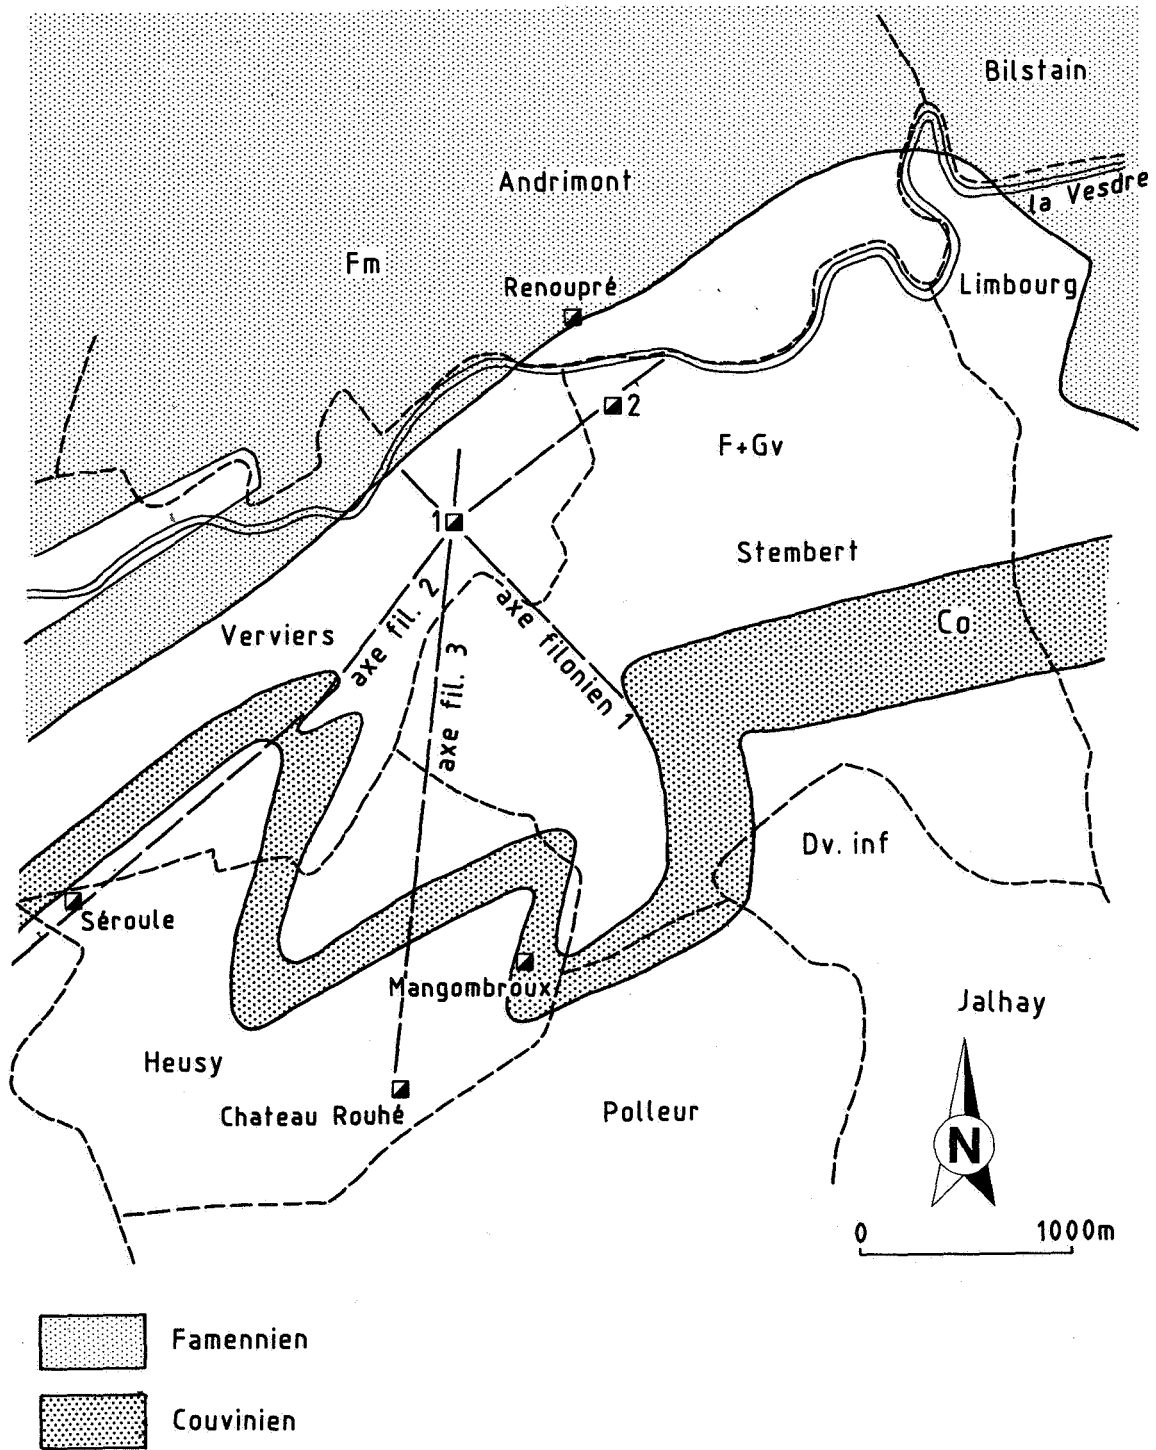 Bilstain
la Vesdre
Andrimont
Fm
Renoupré
Limbourg
2
F+Gv
1
Stembert
axe fil. 2
axe filonien 1
Co
Verviers
axe fil. 3
Dv. inf
Séroule
Mangombroux
Jalhay
Heusy
Chateau Rouhé
Polleur
N
0 1000m
Famennien
Couvinien